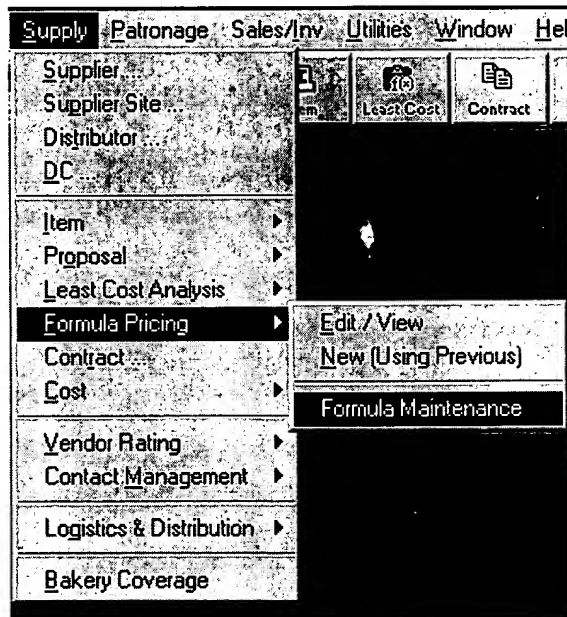 Supply Patronage Sales/Inv Utilities Window Hel
Supplier ...
Supplier Site ...
Distributor ...
DC ...
Least Cost
Contract
Item
Proposal
Least Cost Analysis
Formula Pricing
Contract ...
Cost
Edit / View
New (Using Previous)
Formula Maintenance
Vendor Rating
Contact Management
Logistics & Distribution
Bakery Coverage